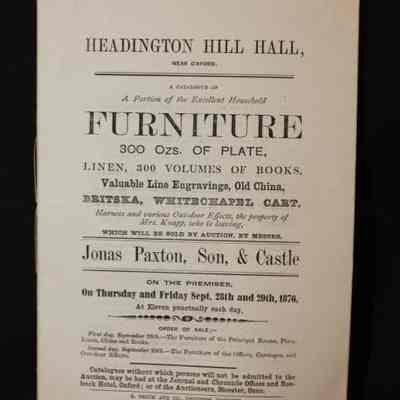 HEADINGTON HILL HALL,
NEAR OXFORD.
A CATALOGUE OF
A Portion of the Excellent Household
FURNITURE
300 Ozs. OF PLATE,
LINEN, 300 VOLUMES OF BOOKS,
Valuable Line Engravings, Old China,
BRITSKA, WHITECHAPEL CART,
Harness and various Out-door Effects, the property of
Mrs. Knapp, who is leaving,
WHICH WILL BE SOLD BY AUCTION, BY MESSRS.
Jonas Paxton, Son, & Castle
ON THE PREMISES,
On Thursday and Friday Sept. 28th and 29th, 1876,
At Eleven punctually each day.
ORDER OF SALE:—
First day, September 28th.—The Furniture of the Principal Rooms, Plate,
Linen, China and Books.
Second day, September 29th.—The Furniture of the Offices, Carriages, and
Out-door Effects.
Catalogues without which persons will not be admitted to the
Auction, may be had at the Journal and Chronicle Offices and Roe-
buck Hotel, Oxford; or of the Auctioneers, Bicester, Oxon.